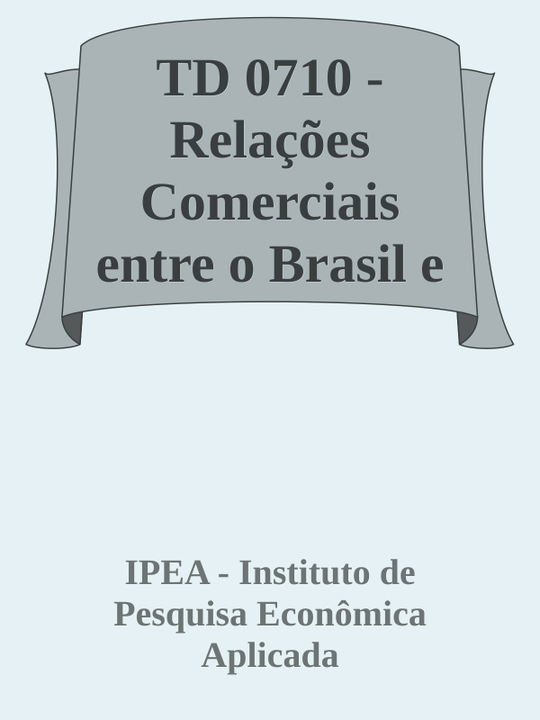 TD 0710 -
Relações
Comerciais
entre o Brasil e
IPEA - Instituto de
Pesquisa Econômica
Aplicada